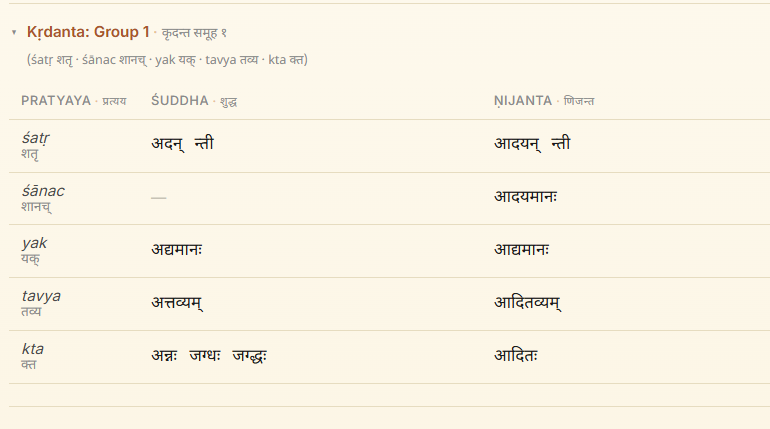 ▾ Kṛdanta: Group 1 · कृदन्त समूह १
(śatṛ शतृ · śānac शानच् · yak यक् · tavya तव्य · kta क्त)
PRATYAYA · प्रत्यय ŚUDDHA · शुद्ध ṆIJANTA · णिजन्त
śatṛ
शतृ
अदन् न्ती आदयन् न्ती
śānac
शानच्
— आदयमानः
yak
यक्
अद्यमानः आद्यमानः
tavya
तव्य
अत्तव्यम् आदितव्यम्
kta
क्त
अन्नः जग्धः जग्द्धः आदितः